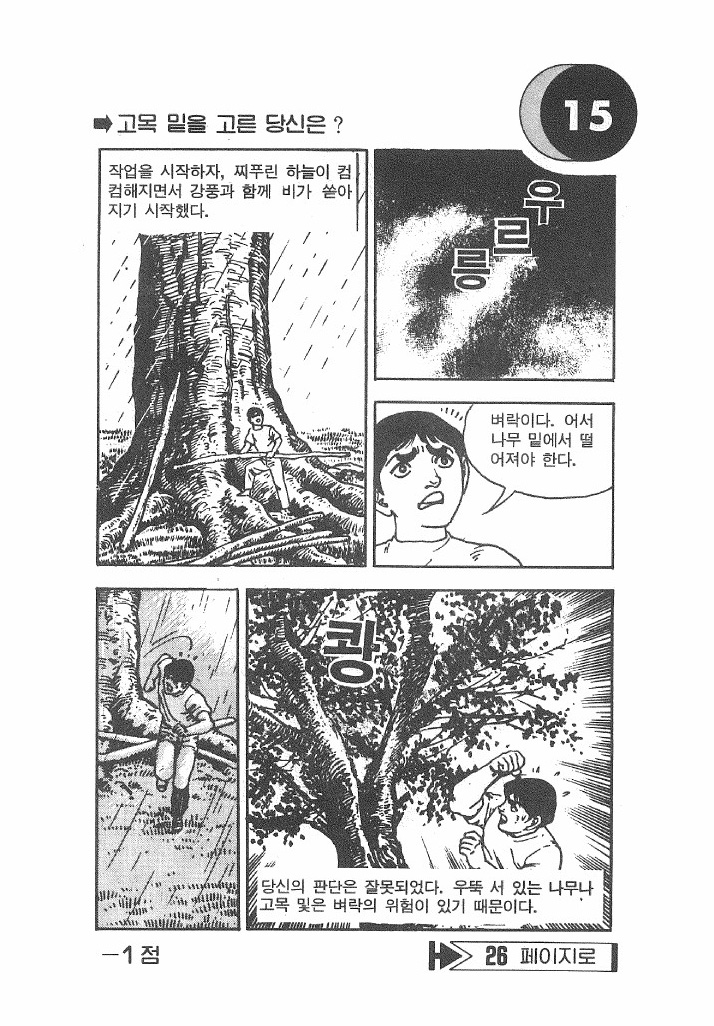 15
➡고목 밑을 고른 당신은?
작업을 시작하자, 찌푸린 하늘이 컴
컴해지면서 강풍과 함께 비가 쏟아
지기 시작했다.
우
르
릉
벼락이다. 어서
나무 밑에서 떨
어져야 한다.
쾅
당신의 판단은 잘못되었다. 우뚝 서 있는 나무나
고목 밑은 벼락의 위험이 있기 때문이다.
−1점
26 페이지로